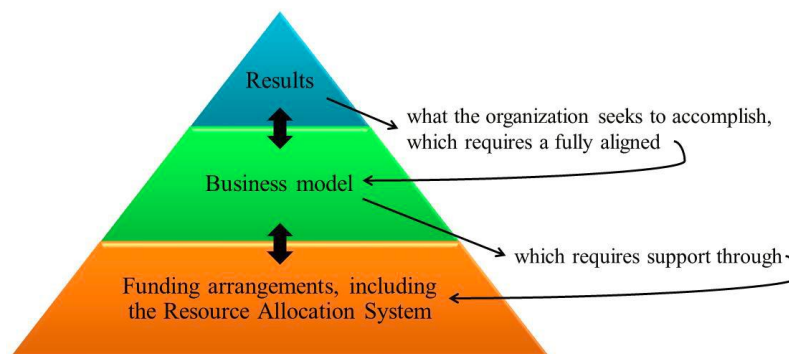 Results
what the organization seeks to accomplish,
which requires a fully aligned
Business model
which requires support through
Funding arrangements, including
the Resource Allocation System